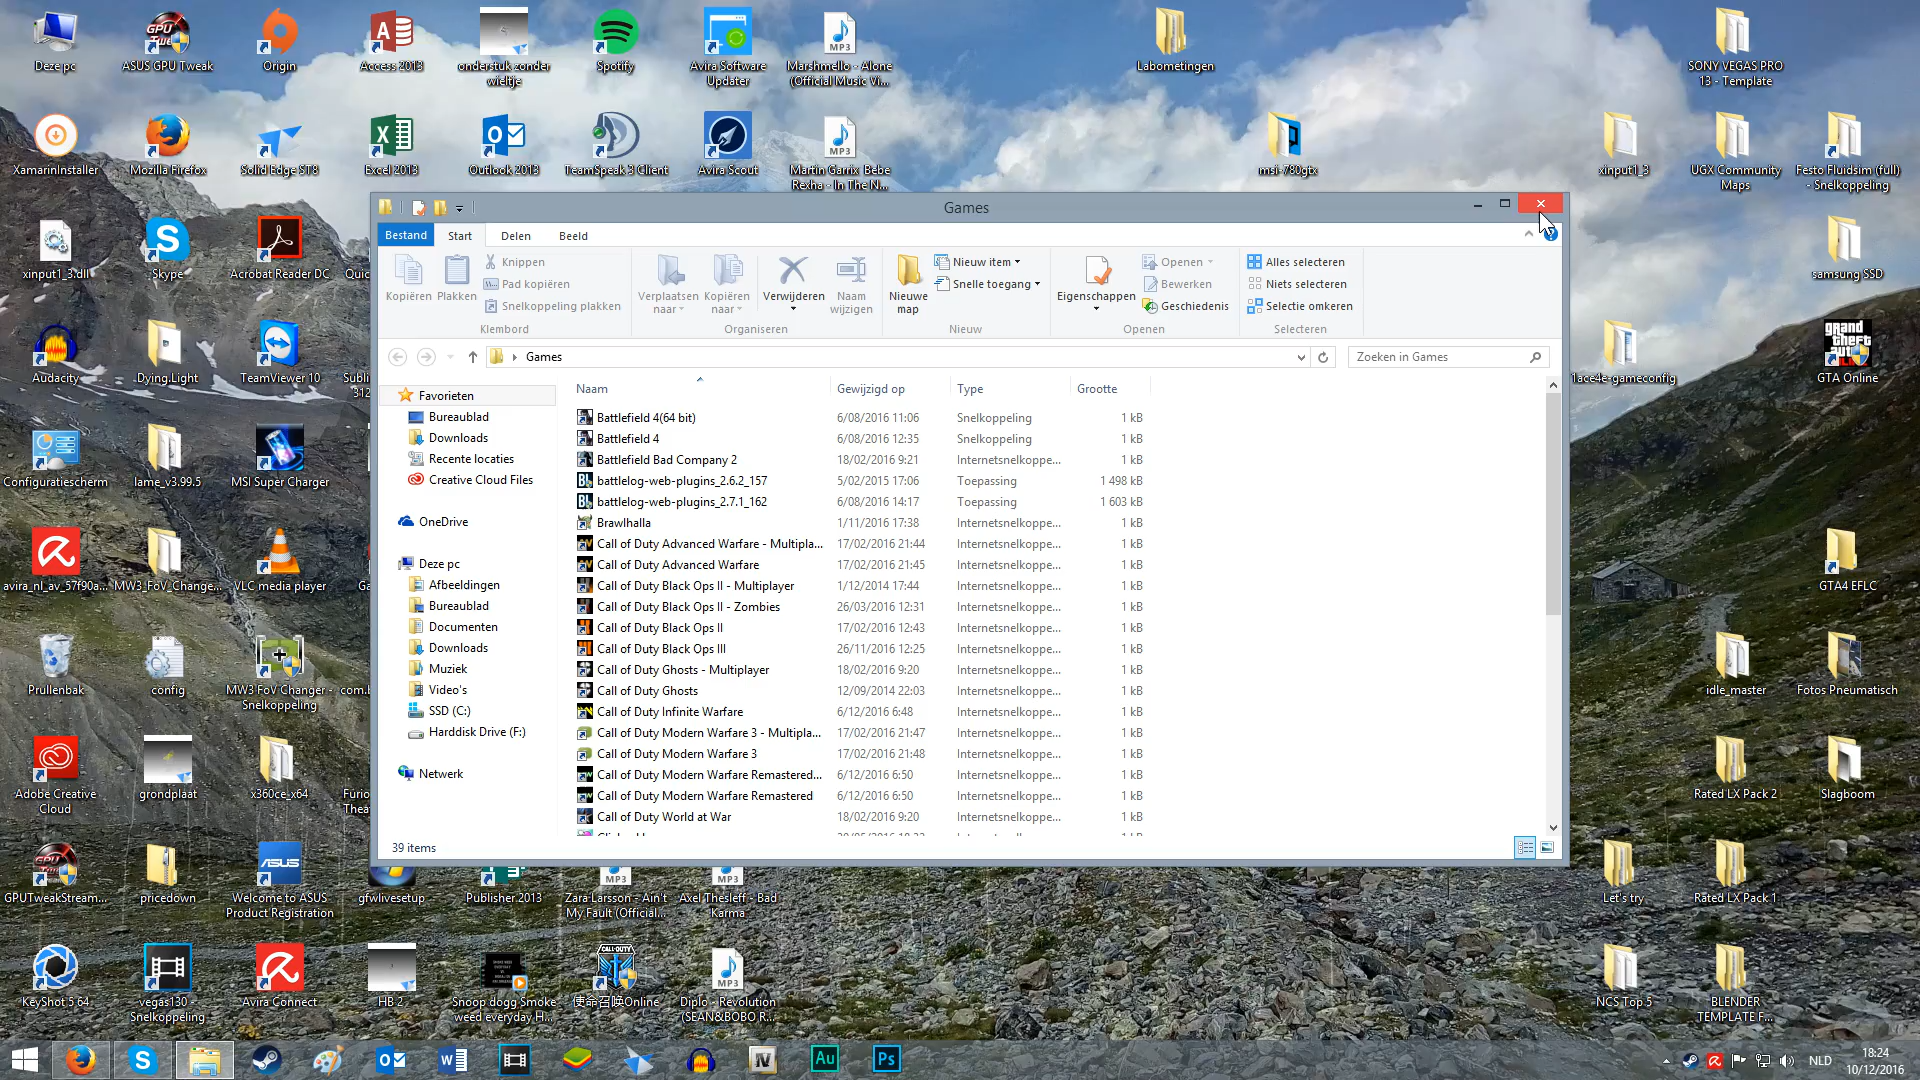 Deze pc
ASUS GPU Tweak
Origin
Access 2013
onderstuk zonder
wieltje
Spotify
Avira Software
Updater
Marshmello - Alone
(Official Music Vi...
Labometingen
SONY VEGAS PRO
13 - Template
XamarinInstaller
Mozilla Firefox
Solid Edge ST8
Excel 2013
Outlook 2013
TeamSpeak 3 Client
Avira Scout
Martin Garrix Bebe
Rexha - In The N...
msi-780gtx
xinput1_3
UGX Community
Maps
Festo Fluidsim (full)
- Snelkoppeling
Games
Bestand
Start
Delen
Beeld
Kopiëren
Plakken
Knippen
Pad kopiëren
Snelkoppeling plakken
Klembord
Verplaatsen
naar
Kopiëren
naar
Verwijderen
Naam
wijzigen
Organiseren
Nieuwe
map
Nieuw item
Snelle toegang
Nieuw
Eigenschappen
Openen
Bewerken
Geschiedenis
Openen
Alles selecteren
Niets selecteren
Selectie omkeren
Selecteren
Games
Zoeken in Games
Naam
Gewijzigd op
Type
Grootte
Favorieten
Bureaublad
Downloads
Recente locaties
Creative Cloud Files
OneDrive
Deze pc
Afbeeldingen
Bureaublad
Documenten
Downloads
Muziek
Video's
SSD (C:)
Harddisk Drive (F:)
Netwerk
Battlefield 4(64 bit) 6/08/2016 11:06 Snelkoppeling 1 kB
Battlefield 4 6/08/2016 12:35 Snelkoppeling 1 kB
Battlefield Bad Company 2 18/02/2016 9:21 Internetsnelkoppe... 1 kB
battlelog-web-plugins_2.6.2_157 5/02/2015 17:06 Toepassing 1 498 kB
battlelog-web-plugins_2.7.1_162 6/08/2016 14:17 Toepassing 1 603 kB
Brawlhalla 1/11/2016 17:38 Internetsnelkoppe... 1 kB
Call of Duty Advanced Warfare - Multipla... 17/02/2016 21:44 Internetsnelkoppe... 1 kB
Call of Duty Advanced Warfare 17/02/2016 21:45 Internetsnelkoppe... 1 kB
Call of Duty Black Ops II - Multiplayer 1/12/2014 17:44 Internetsnelkoppe... 1 kB
Call of Duty Black Ops II - Zombies 26/03/2016 12:31 Internetsnelkoppe... 1 kB
Call of Duty Black Ops II 17/02/2016 12:43 Internetsnelkoppe... 1 kB
Call of Duty Black Ops III 26/11/2016 12:25 Internetsnelkoppe... 1 kB
Call of Duty Ghosts - Multiplayer 18/02/2016 9:20 Internetsnelkoppe... 1 kB
Call of Duty Ghosts 12/09/2014 22:03 Internetsnelkoppe... 1 kB
Call of Duty Infinite Warfare 6/12/2016 6:48 Internetsnelkoppe... 1 kB
Call of Duty Modern Warfare 3 - Multipla... 17/02/2016 21:47 Internetsnelkoppe... 1 kB
Call of Duty Modern Warfare 3 17/02/2016 21:48 Internetsnelkoppe... 1 kB
Call of Duty Modern Warfare Remastered... 6/12/2016 6:50 Internetsnelkoppe... 1 kB
Call of Duty Modern Warfare Remastered 6/12/2016 6:50 Internetsnelkoppe... 1 kB
Call of Duty World at War 18/02/2016 9:20 Internetsnelkoppe... 1 kB
39 items
xinput1_3.dll
Skype
Acrobat Reader DC
samsung SSD
Audacity
Dying.Light
TeamViewer 10
1ace4e-gameconfig
grand
theft
GTA Online
Configuratiescherm
lame_v3.99.5
MSI Super Charger
avira_nl_av_57f90a...
MW3_FoV_Change...
VLC media player
GTA4 EFLC
Prullenbak
config
MW3 FoV Changer -
Snelkoppeling
idle_master
Fotos Pneumatisch
Adobe Creative
Cloud
grondplaat
x360ce_x64
Rated LX Pack 2
Slagboom
GPUTweakStream...
pricedown
ASUS
Welcome to ASUS
Product Registration
gfwlivesetup
Publisher 2013
MP3
Zara Larsson - Ain't
My Fault (Official...
MP3
Axel Thesleff - Bad
Karma
Let's try
Rated LX Pack 1
KeyShot 5.64
vegas130 -
Snelkoppeling
Avira Connect
HB 2
Snoop dogg Smoke
weed everyday H...
CALL OF DUTY
使命召唤Online
MP3
Diplo - Revolution
(SEAN&BOBO R...
NCS Top 5
BLENDER
TEMPLATE F...
Au
Ps
NLD
18:24
10/12/2016